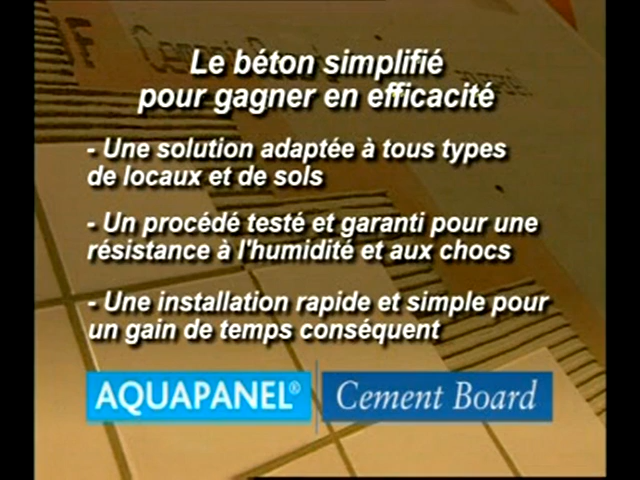 F Cement Board
Le béton simplifié
pour gagner en efficacité
- Une solution adaptée à tous types
de locaux et de sols
- Un procédé testé et garanti pour une
résistance à l'humidité et aux chocs
- Une installation rapide et simple pour
un gain de temps conséquent
AQUAPANEL® Cement Board